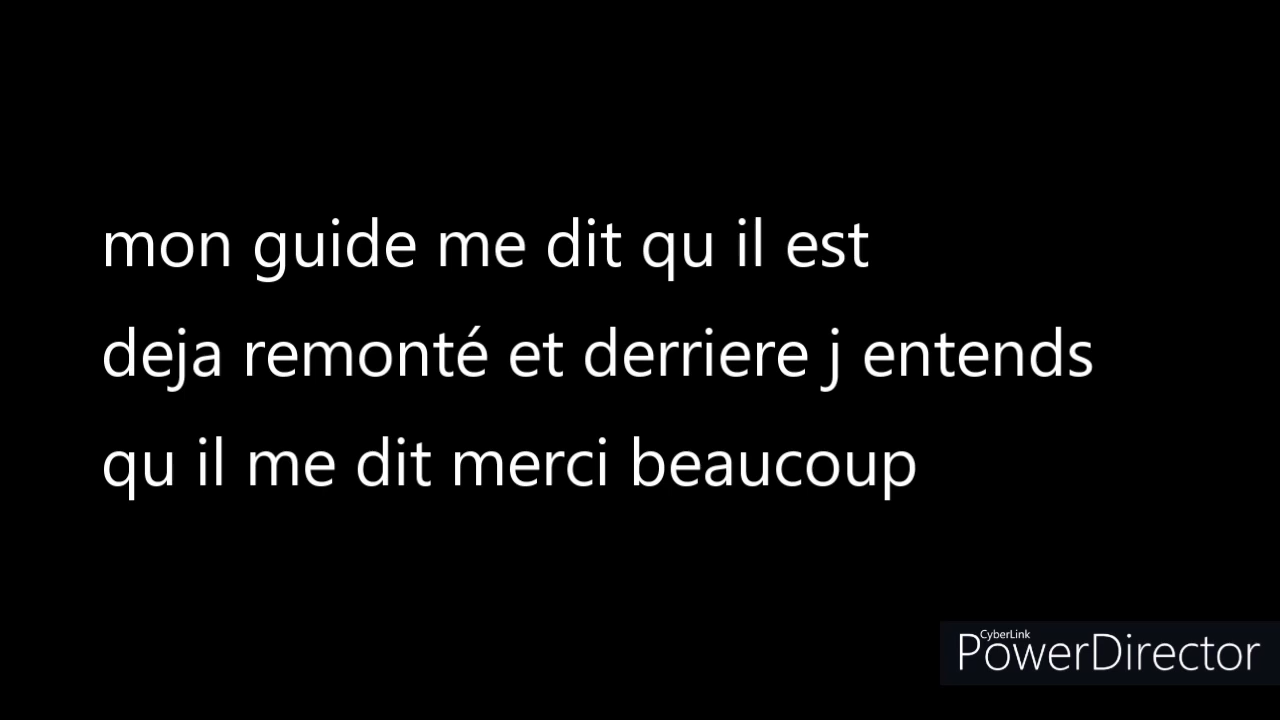 mon guide me dit qu il est
deja remonté et derriere j entends
qu il me dit merci beaucoup
CyberLink
PowerDirector